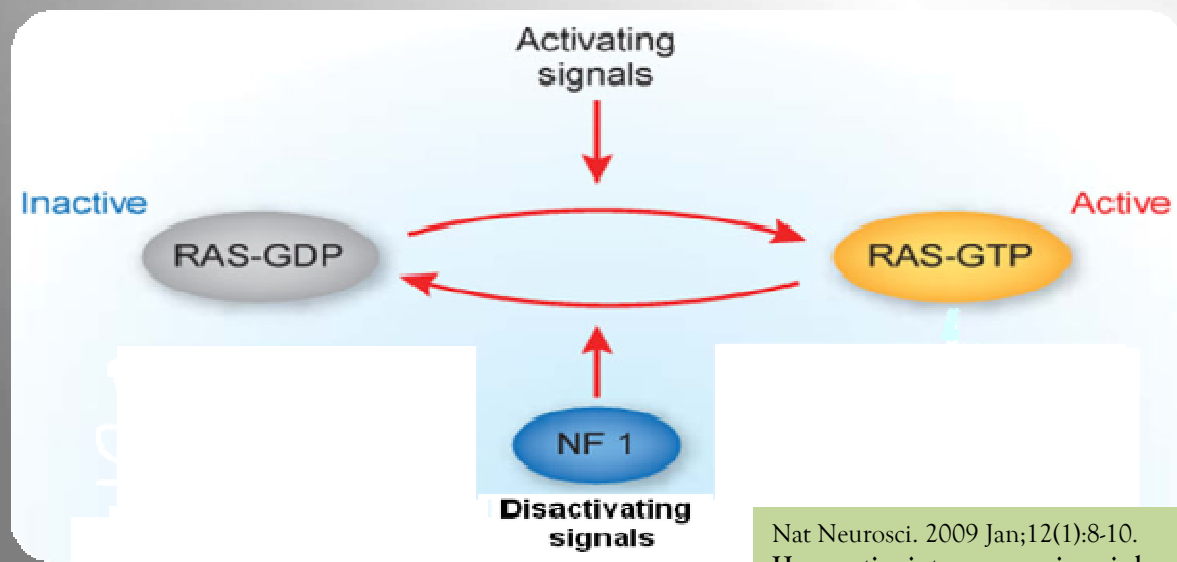 Activating
signals
Inactive
Active
RAS-GDP
RAS-GTP
NF 1
Disactivating
signals
Nat Neurosci. 2009 Jan;12(1):8-10.